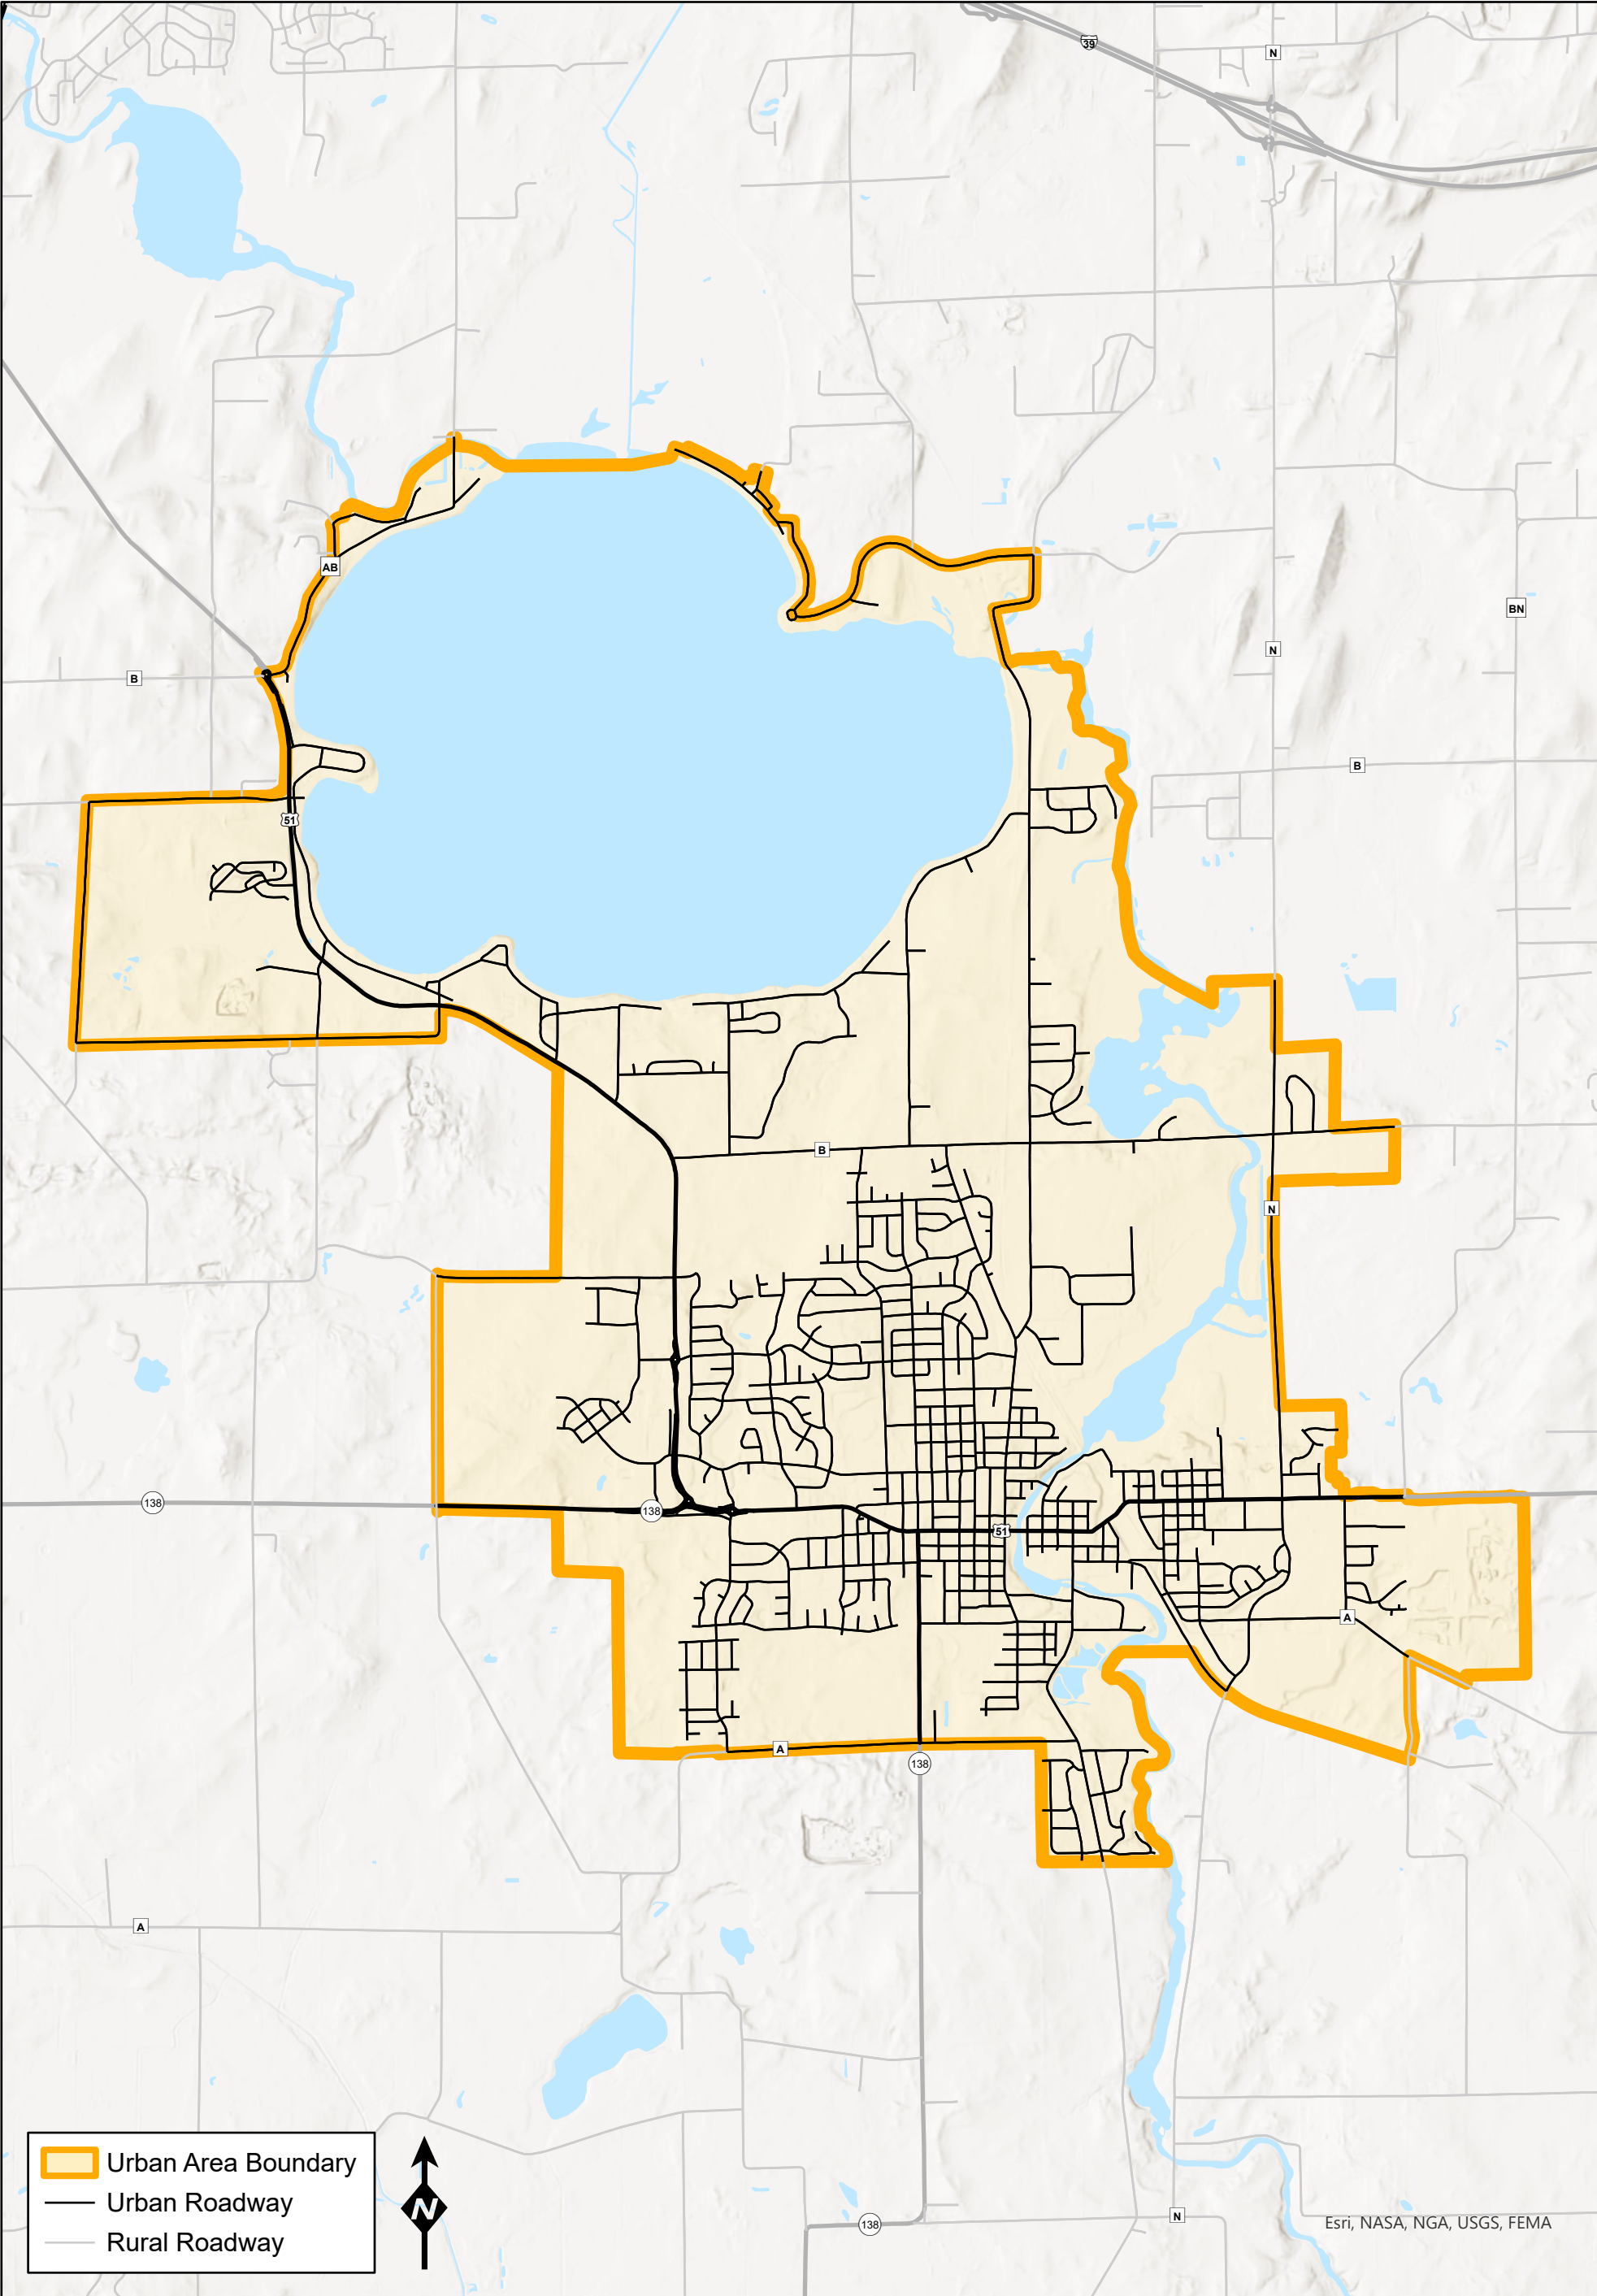 39
N
AB
BN
N
B
B
51
B
N
138
138
51
A
A
138
A
Urban Area Boundary
Urban Roadway
Rural Roadway
N
138
N
Esri, NASA, NGA, USGS, FEMA